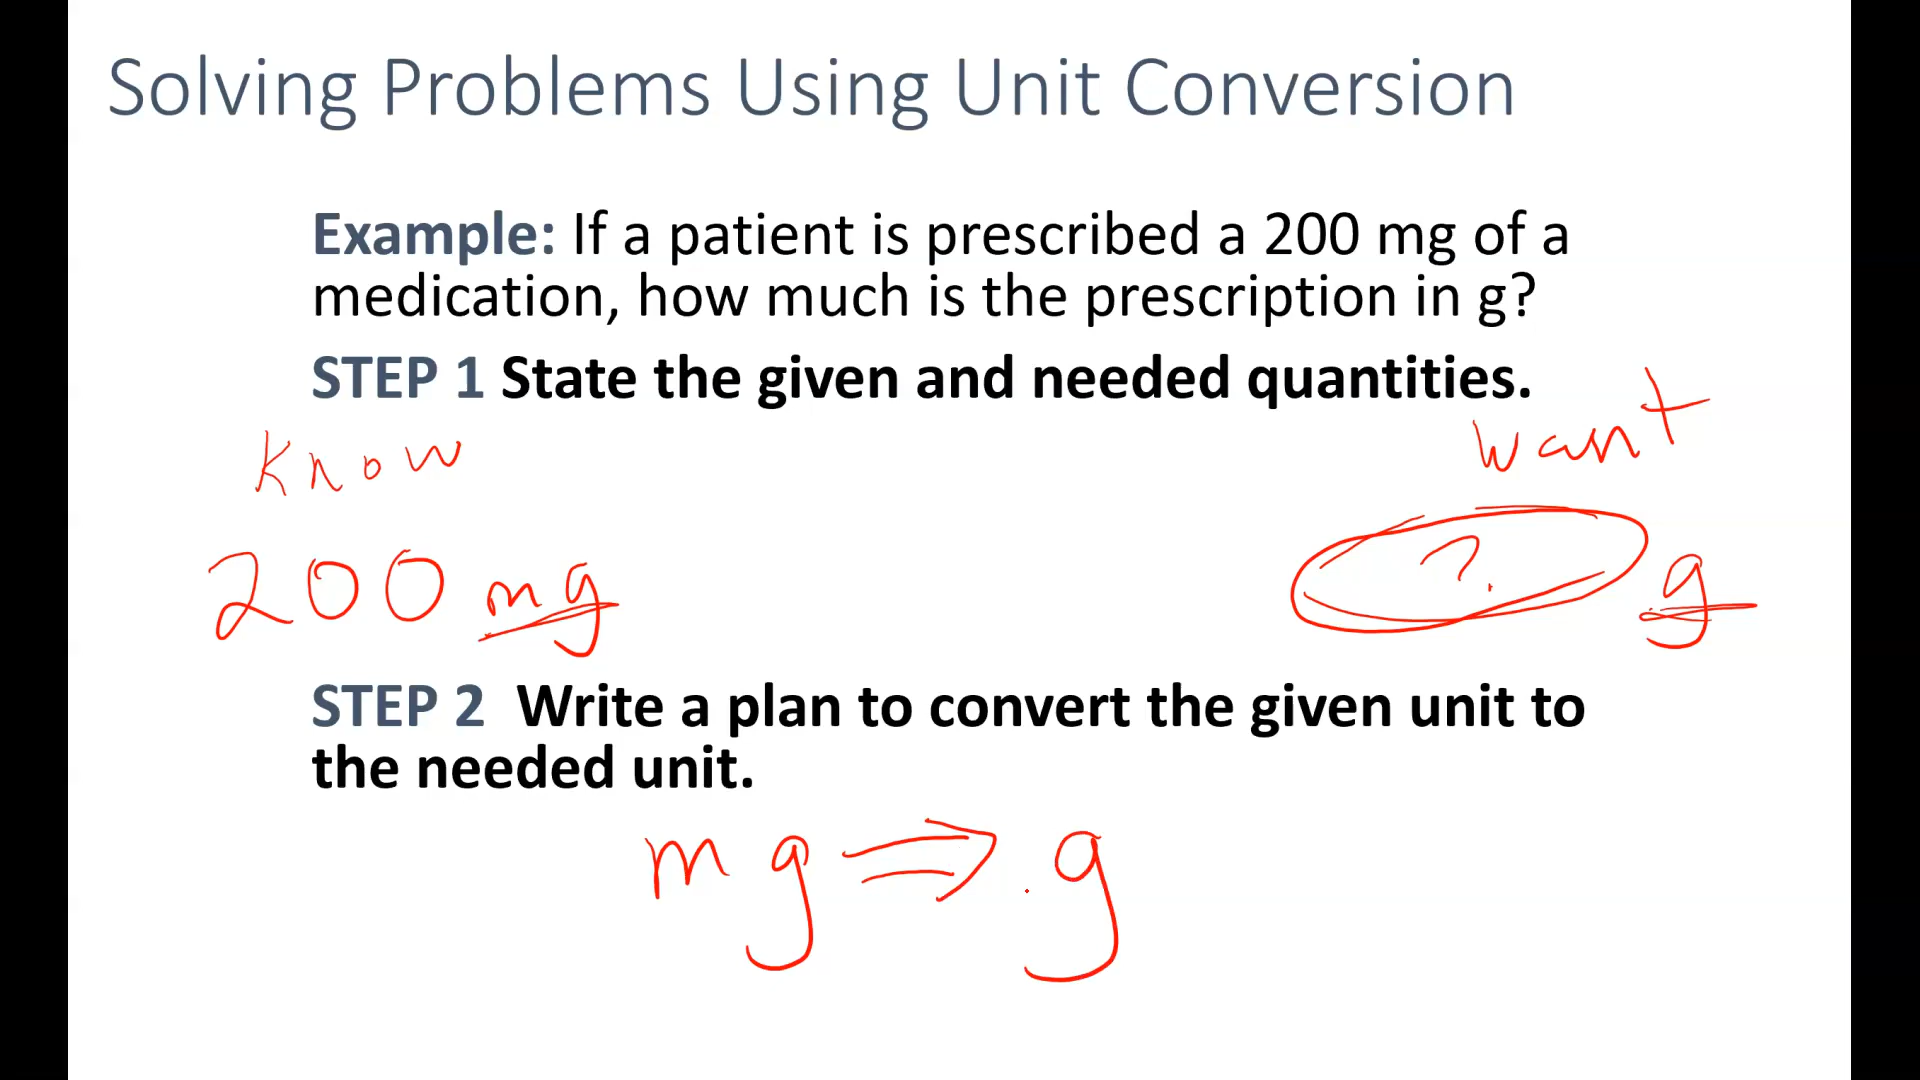 Solving Problems Using Unit Conversion
Example: If a patient is prescribed a 200 mg of a
medication, how much is the prescription in g?
STEP 1 State the given and needed quantities.
Know want
200 mg ? g
STEP 2 Write a plan to convert the given unit to
the needed unit.
mg ⇒ g